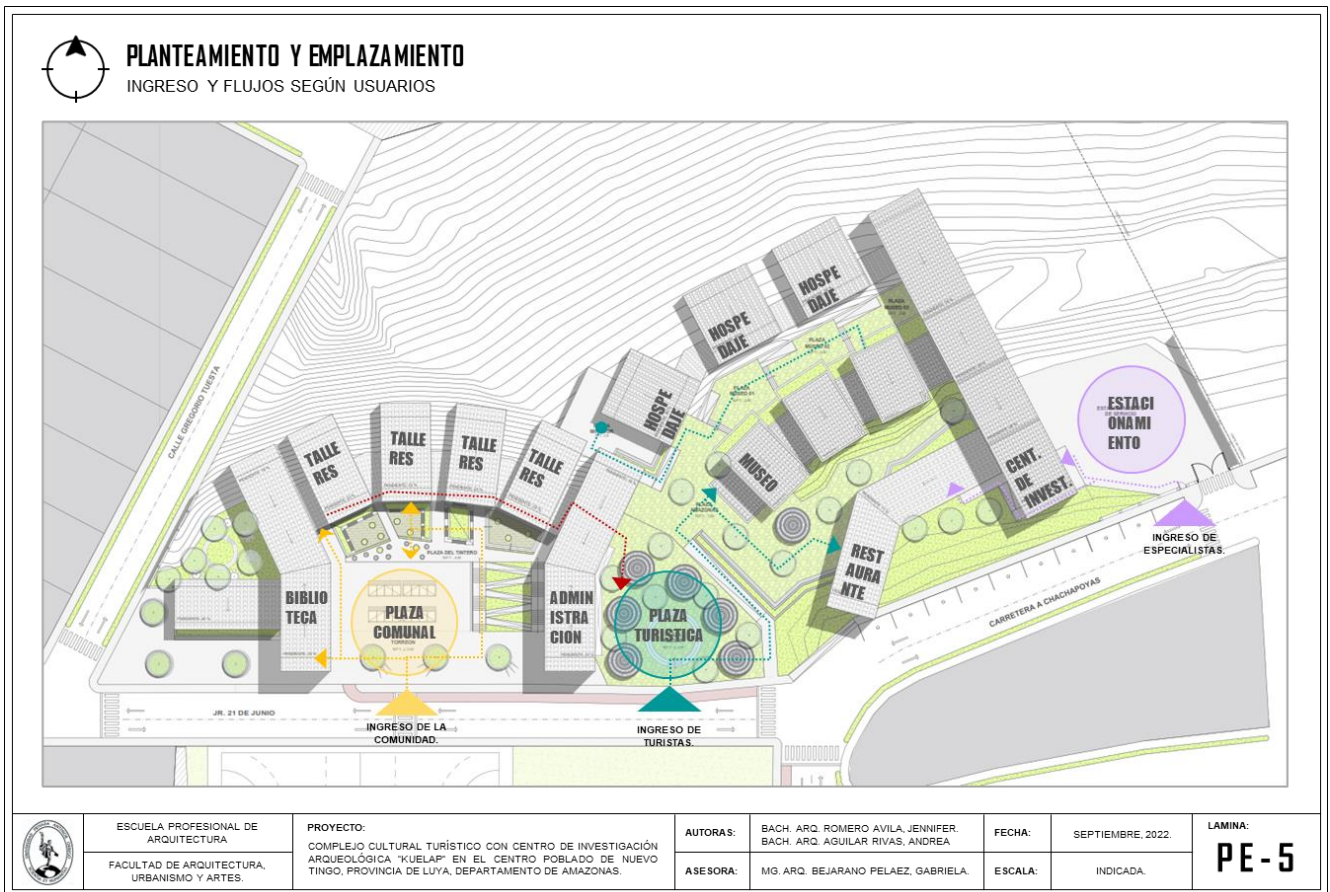 PLANTEAMIENTO Y EMPLAZAMIENTO
INGRESO Y FLUJOS SEGÚN USUARIOS
CALLE GREGORIO TUESTA
HOSPE
DAJE
HOSPE
DAJE
HOSPE
DAJE
TALLE
RES
TALLE
RES
TALLE
RES
TALLE
RES
MUSEO
CENT.
DE
INVEST.
ESTACI
ONAMI
ENTO
INGRESO DE
ESPECIALISTAS.
REST
AURA
NTE
CARRETERA A CHACHAPOYAS
PLAZA DEL TINTERO
BIBLIO
TECA
PLAZA
COMUNAL
TORREON
ADMIN
ISTRA
CION
PLAZA
TURISTICA
JR. 21 DE JUNIO
INGRESO DE LA
COMUNIDAD.
INGRESO DE
TURISTAS.
ESCUELA PROFESIONAL DE
ARQUITECTURA
FACULTAD DE ARQUITECTURA,
URBANISMO Y ARTES.
PROYECTO:
COMPLEJO CULTURAL TURÍSTICO CON CENTRO DE INVESTIGACIÓN
ARQUEOLÓGICA "KUELAP" EN EL CENTRO POBLADO DE NUEVO
TINGO, PROVINCIA DE LUYA, DEPARTAMENTO DE AMAZONAS.
AUTORAS:
BACH. ARQ. ROMERO AVILA, JENNIFER.
BACH. ARQ. AGUILAR RIVAS, ANDREA
ASESORA:
MG. ARQ. BEJARANO PELAEZ, GABRIELA.
FECHA:
SEPTIEMBRE, 2022.
ESCALA:
INDICADA.
LAMINA:
PE-5